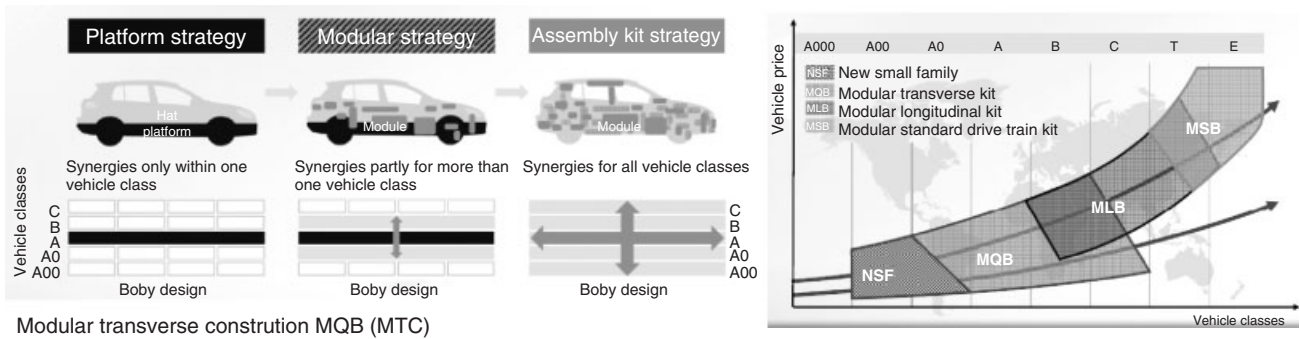 Platform strategy
Modular strategy
Assembly kit strategy
Hat
platform
Module
Module
Synergies only within one
vehicle class
Synergies partly for more than
one vehicle class
Synergies for all vehicle classes
Vehicle classes
C
B
A
A0
A00
C
B
A
A0
A00
Boby design
Boby design
Boby design
Modular transverse constrution MQB (MTC)
Vehicle price
A000 A00 A0 A B C T E
NSF New small family
MQB Modular transverse kit
MLB Modular longitudinal kit
MSB Modular standard drive train kit
MSB
MLB
MQB
NSF
Vehicle classes